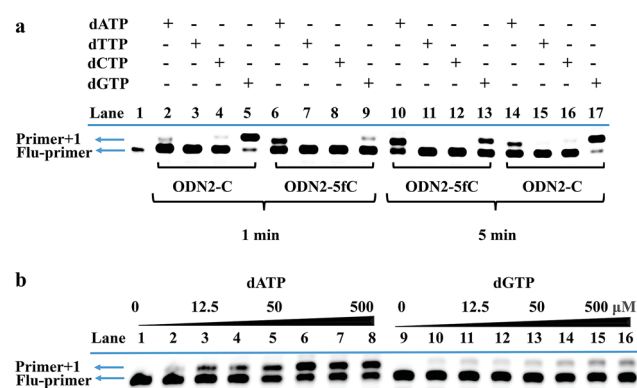 a
dATP + - - - + - - - + - - - + - - -
dTTP - + - - - + - - - + - - - + - -
dCTP - - + - - - + - - - + - - - + -
dGTP - - - + - - - + - - - + - - - +
Lane 1 2 3 4 5 6 7 8 9 10 11 12 13 14 15 16 17
Primer+1
Flu-primer
ODN2-C ODN2-5fC ODN2-5fC ODN2-C
1 min 5 min
b
dATP dGTP
0 12.5 50 500 0 12.5 50 500 μM
Lane 1 2 3 4 5 6 7 8 9 10 11 12 13 14 15 16
Primer+1
Flu-primer